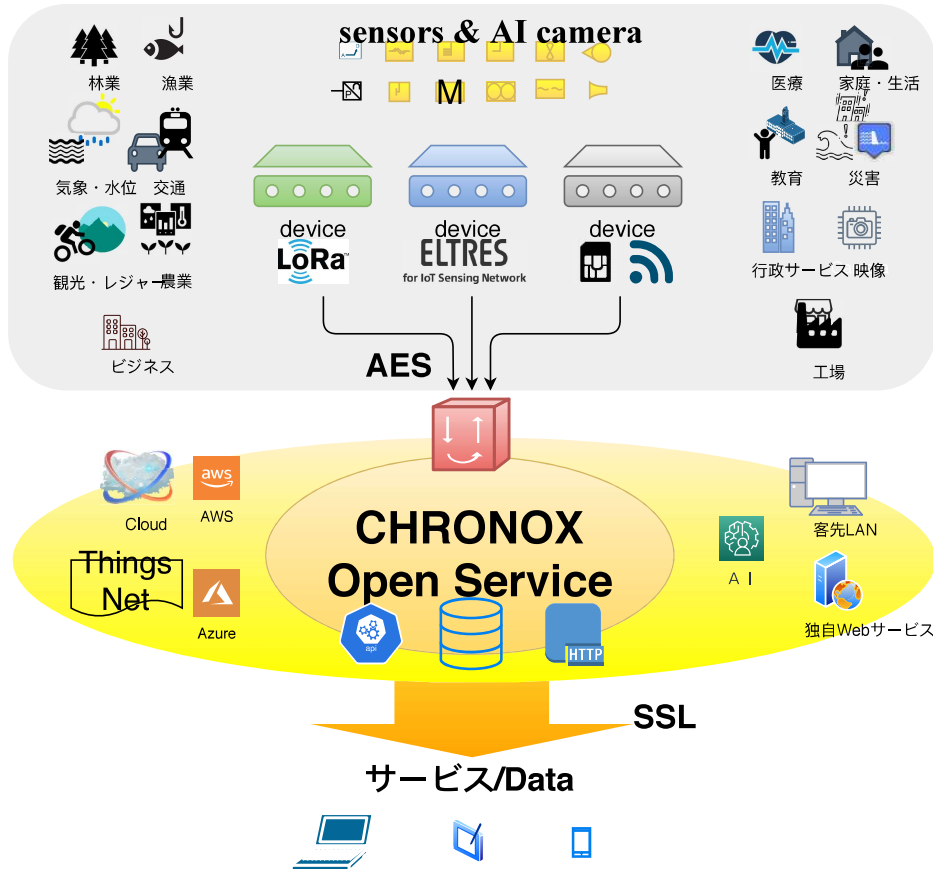 sensors & AI camera
林業
漁業
気象・水位
交通
観光・レジャー
農業
ビジネス
P
M
device
LoRa™
device
ELTRES
for IoT Sensing Network
device
医療
家庭・生活
教育
災害
行政サービス
映像
工場
AES
Cloud
aws
AWS
Things
Net
Azure
CHRONOX
Open Service
api
HTTP
AI
客先LAN
独自Webサービス
SSL
サービス/Data